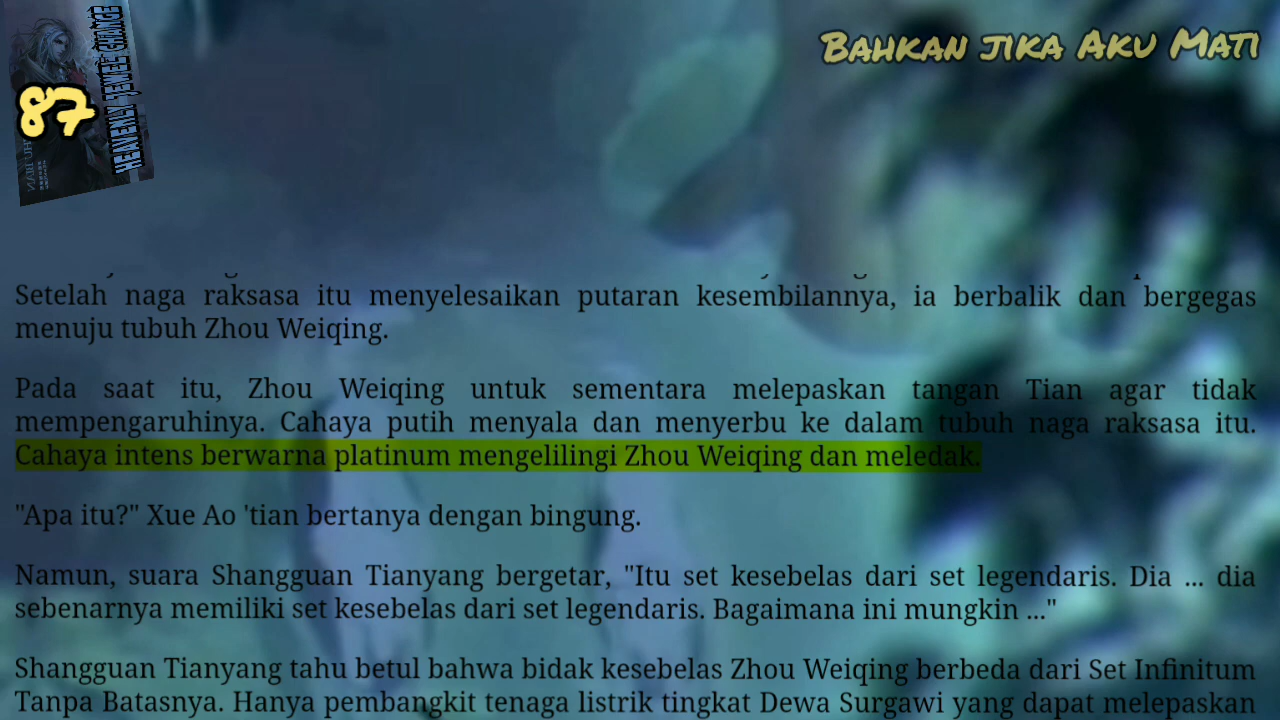 HEAVENLY JEWEL CHANGE
87
Bahkan jika Aku Mati
Setelah naga raksasa itu menyelesaikan putaran kesembilannya, ia berbalik dan bergegas
menuju tubuh Zhou Weiqing.
Pada saat itu, Zhou Weiqing untuk sementara melepaskan tangan Tian agar tidak
mempengaruhinya. Cahaya putih menyala dan menyerbu ke dalam tubuh naga raksasa itu.
Cahaya intens berwarna platinum mengelilingi Zhou Weiqing dan meledak.
"Apa itu?" Xue Ao 'tian bertanya dengan bingung.
Namun, suara Shangguan Tianyang bergetar, "Itu set kesebelas dari set legendaris. Dia ... dia
sebenarnya memiliki set kesebelas dari set legendaris. Bagaimana ini mungkin ..."
Shangguan Tianyang tahu betul bahwa bidak kesebelas Zhou Weiqing berbeda dari Set Infinitum
Tanpa Batasnya. Hanya pembangkit tenaga listrik tingkat Dewa Surgawi yang dapat melepaskan